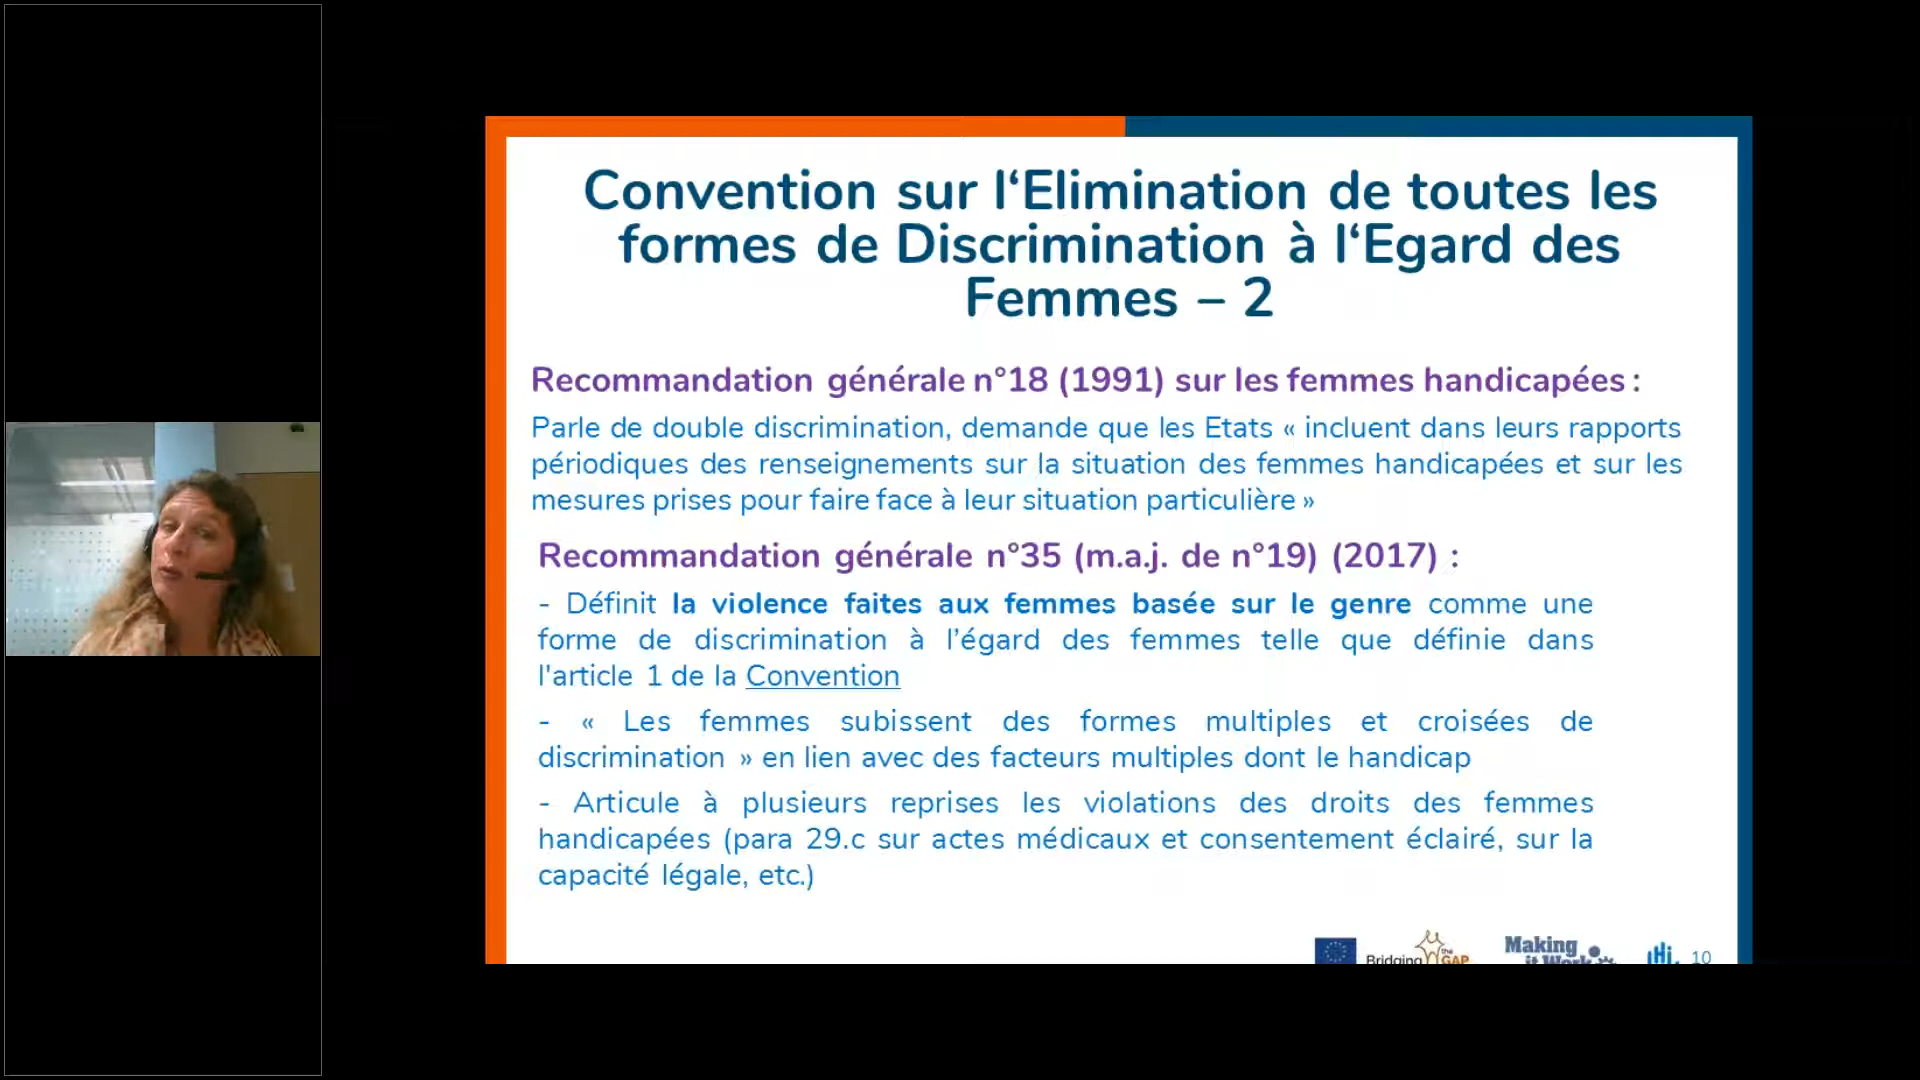 Convention sur l‘Elimination de toutes les
formes de Discrimination à l‘Egard des
Femmes – 2
Recommandation générale n°18 (1991) sur les femmes handicapées :
Parle de double discrimination, demande que les Etats « incluent dans leurs rapports
périodiques des renseignements sur la situation des femmes handicapées et sur les
mesures prises pour faire face à leur situation particulière »
Recommandation générale n°35 (m.a.j. de n°19) (2017) :
- Définit la violence faites aux femmes basée sur le genre comme une
forme de discrimination à l’égard des femmes telle que définie dans
l'article 1 de la Convention
- « Les femmes subissent des formes multiples et croisées de
discrimination » en lien avec des facteurs multiples dont le handicap
- Articule à plusieurs reprises les violations des droits des femmes
handicapées (para 29.c sur actes médicaux et consentement éclairé, sur la
capacité légale, etc.)
Bridging the GAP
Making
it Work
10